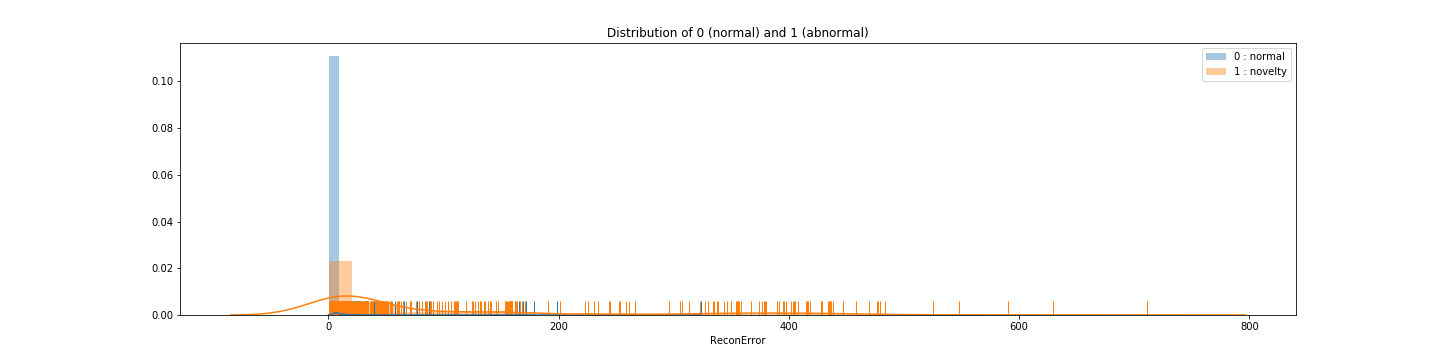 Distribution of 0 (normal) and 1 (abnormal)
0 : normal
1 : novelty
0.10
0.08
0.06
0.04
0.02
0.00
0 200 400 600 800
ReconError